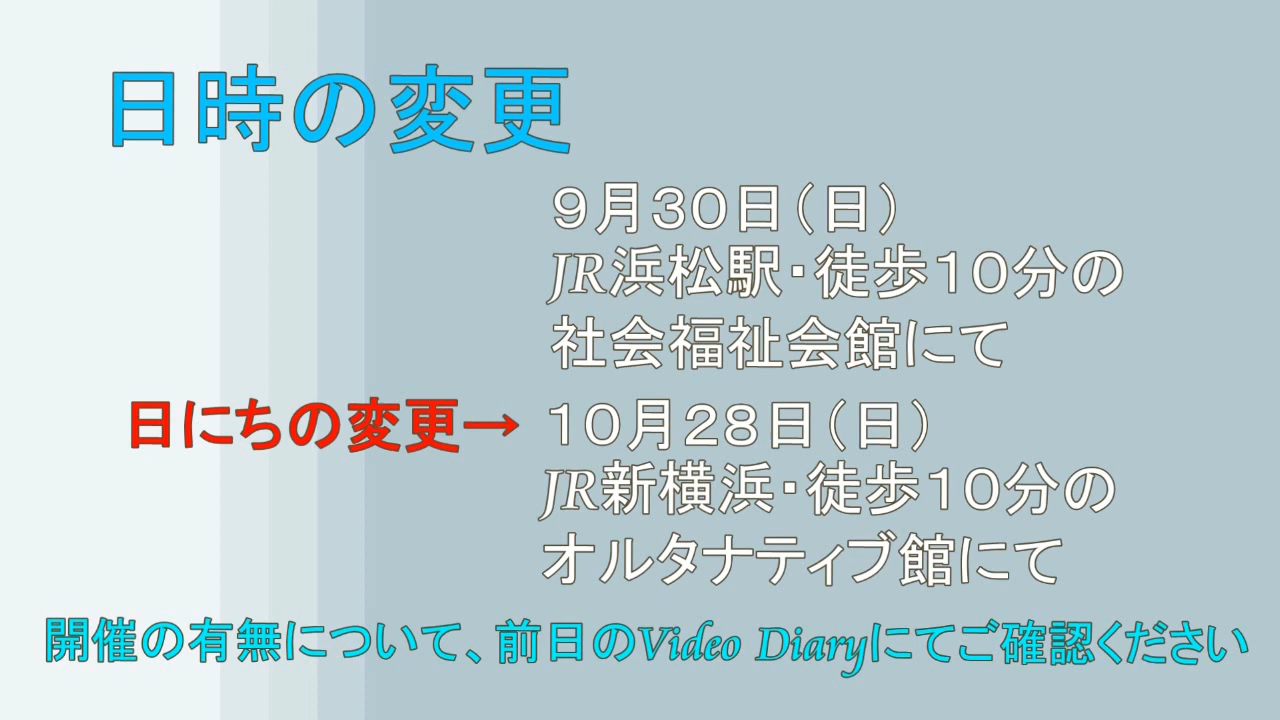 日時の変更
９月３０日（日）
JR浜松駅・徒歩１０分の
社会福祉会館にて
日にちの変更→ １０月２８日（日）
JR新横浜・徒歩１０分の
オルタナティブ館にて
開催の有無について、前日のVideo Diaryにてご確認ください